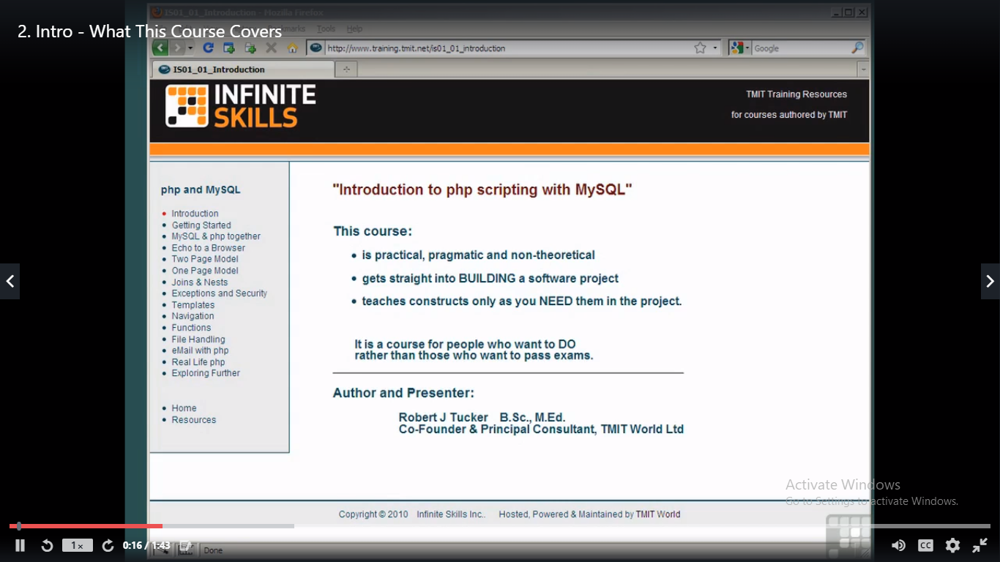 IS01_01_Introduction - Mozilla Firefox
2. Intro - What This Course Covers
Bookmarks Tools Help
http://www.training.tmit.net/is01_01_introduction
Google
IS01_01_Introduction
INFINITE
SKILLS
TMIT Training Resources
for courses authored by TMIT
php and MySQL
Introduction
Getting Started
MySQL & php together
Echo to a Browser
Two Page Model
One Page Model
Joins & Nests
Exceptions and Security
Templates
Navigation
Functions
File Handling
eMail with php
Real Life php
Exploring Further
Home
Resources
"Introduction to php scripting with MySQL"
This course:
is practical, pragmatic and non-theoretical
gets straight into BUILDING a software project
teaches constructs only as you NEED them in the project.
It is a course for people who want to DO
rather than those who want to pass exams.
Author and Presenter:
Robert J Tucker B.Sc., M.Ed.
Co-Founder & Principal Consultant, TMIT World Ltd
Activate Windows
Go to Settings to activate Windows.
Copyright © 2010 Infinite Skills Inc.. Hosted, Powered & Maintained by TMIT World
1x 0:16 / 1:43 CC
Done